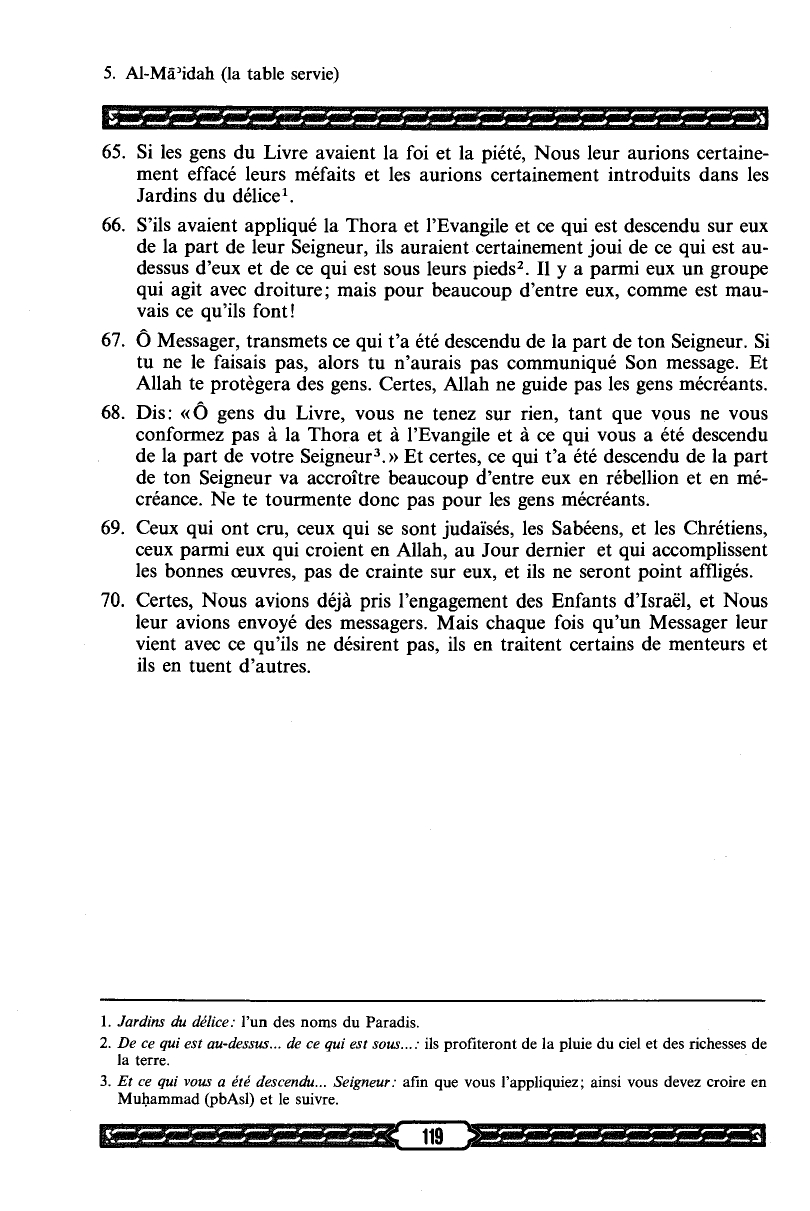 5. Al-Māʾidah (la table servie)
65. Si les gens du Livre avaient la foi et la piété, Nous leur aurions certaine-
ment effacé leurs méfaits et les aurions certainement introduits dans les
Jardins du délice¹.
66. S'ils avaient appliqué la Thora et l'Evangile et ce qui est descendu sur eux
de la part de leur Seigneur, ils auraient certainement joui de ce qui est au-
dessus d'eux et de ce qui est sous leurs pieds². Il y a parmi eux un groupe
qui agit avec droiture; mais pour beaucoup d'entre eux, comme est mau-
vais ce qu'ils font!
67. Ô Messager, transmets ce qui t'a été descendu de la part de ton Seigneur. Si
tu ne le faisais pas, alors tu n'aurais pas communiqué Son message. Et
Allah te protègera des gens. Certes, Allah ne guide pas les gens mécréants.
68. Dis: «Ô gens du Livre, vous ne tenez sur rien, tant que vous ne vous
conformez pas à la Thora et à l'Evangile et à ce qui vous a été descendu
de la part de votre Seigneur³.» Et certes, ce qui t'a été descendu de la part
de ton Seigneur va accroître beaucoup d'entre eux en rébellion et en mé-
créance. Ne te tourmente donc pas pour les gens mécréants.
69. Ceux qui ont cru, ceux qui se sont judaïsés, les Sabéens, et les Chrétiens,
ceux parmi eux qui croient en Allah, au Jour dernier et qui accomplissent
les bonnes œuvres, pas de crainte sur eux, et ils ne seront point affligés.
70. Certes, Nous avions déjà pris l'engagement des Enfants d'Israël, et Nous
leur avions envoyé des messagers. Mais chaque fois qu'un Messager leur
vient avec ce qu'ils ne désirent pas, ils en traitent certains de menteurs et
ils en tuent d'autres.
1. Jardins du délice: l'un des noms du Paradis.
2. De ce qui est au-dessus... de ce qui est sous...: ils profiteront de la pluie du ciel et des richesses de
la terre.
3. Et ce qui vous a été descendu... Seigneur: afin que vous l'appliquiez; ainsi vous devez croire en
Muḥammad (pbAsl) et le suivre.
119